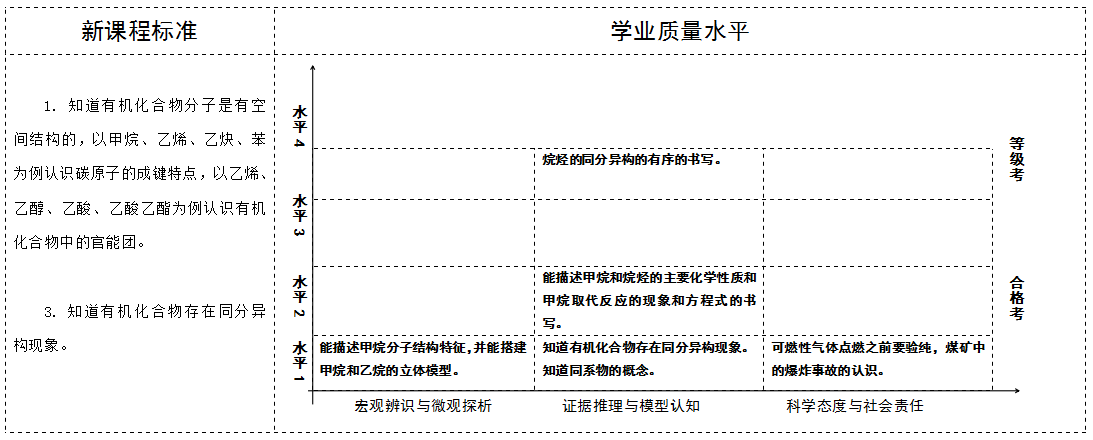 新课程标准
学业质量水平
1. 知道有机化合物分子是有空
间结构的，以甲烷、乙烯、乙炔、苯
为例认识碳原子的成键特点，以乙烯、
乙醇、乙酸、乙酸乙酯为例认识有机
化合物中的官能团。
3. 知道有机化合物存在同分异
构现象。
水平4
水平3
水平2
水平1
烷烃的同分异构的有序的书写。
能描述甲烷和烷烃的主要化学性质和
甲烷取代反应的现象和方程式的书
写。
能描述甲烷分子结构特征，并能搭建
甲烷和乙烷的立体模型。
知道有机化合物存在同分异构现象。
知道同系物的概念。
可燃性气体点燃之前要验纯，煤矿中
的爆炸事故的认识。
等级考
合格考
宏观辨识与微观探析
证据推理与模型认知
科学态度与社会责任